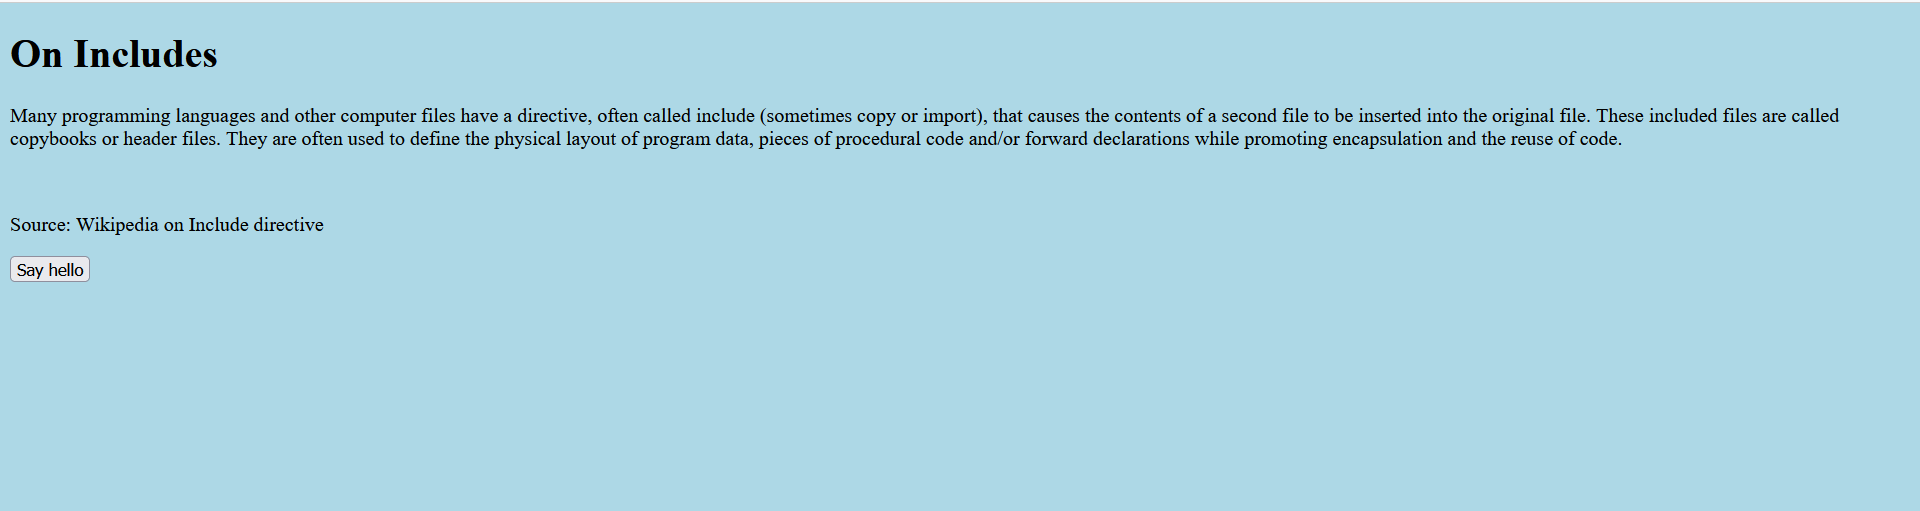 On Includes
Many programming languages and other computer files have a directive, often called include (sometimes copy or import), that causes the contents of a second file to be inserted into the original file. These included files are called
copybooks or header files. They are often used to define the physical layout of program data, pieces of procedural code and/or forward declarations while promoting encapsulation and the reuse of code.
Source: Wikipedia on Include directive
Say hello